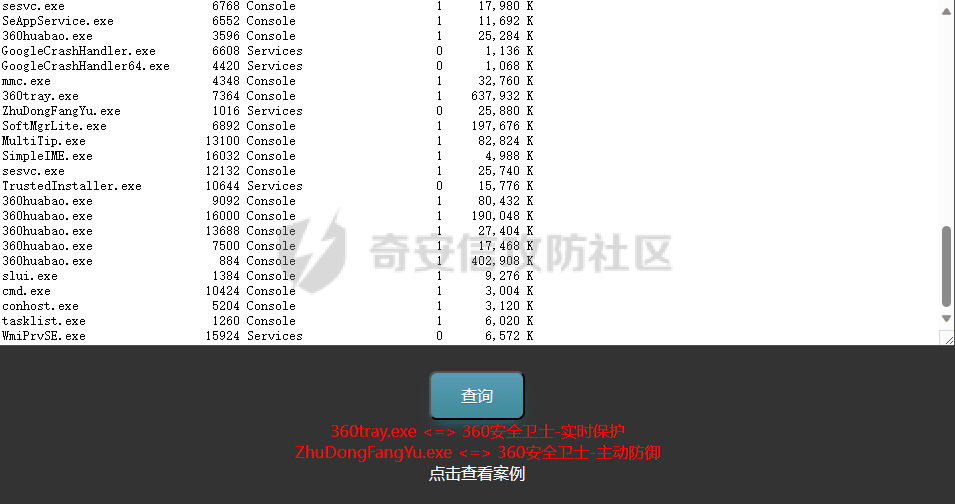 sesvc.exe 6768 Console 1 17,980 K
SeAppService.exe 6552 Console 1 11,692 K
360huabao.exe 3596 Console 1 25,284 K
GoogleCrashHandler.exe 6608 Services 0 1,136 K
GoogleCrashHandler64.exe 4420 Services 0 1,068 K
mmc.exe 4348 Console 1 32,760 K
360tray.exe 7364 Console 1 637,932 K
ZhuDongFangYu.exe 1016 Services 0 25,880 K
SoftMgrLite.exe 6892 Console 1 197,676 K
MultiTip.exe 13100 Console 1 82,824 K
SimpleIME.exe 16032 Console 1 4,988 K
sesvc.exe 12132 Console 1 25,740 K
TrustedInstaller.exe 10644 Services 0 15,776 K
360huabao.exe 9092 Console 1 80,432 K
360huabao.exe 16000 Console 1 190,048 K
360huabao.exe 13688 Console 1 27,404 K
360huabao.exe 7500 Console 1 17,468 K
360huabao.exe 884 Console 1 402,908 K
slui.exe 1384 Console 1 9,276 K
cmd.exe 10424 Console 1 3,004 K
conhost.exe 5204 Console 1 3,120 K
tasklist.exe 1260 Console 1 6,020 K
WmiPrvSE.exe 15924 Services 0 6,572 K
奇安信攻防社区
查询
360tray.exe <=> 360安全卫士-实时保护
ZhuDongFangYu.exe <=> 360安全卫士-主动防御
点击查看案例